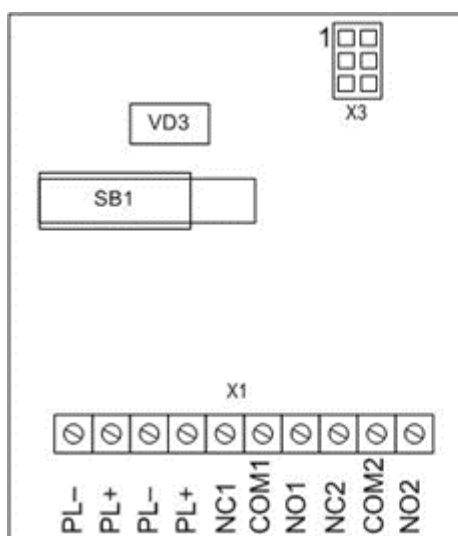 1
X3
VD3
SB1
X1
PL– PL+ PL– PL+ NC1 COM1 NO1 NC2 COM2 NO2